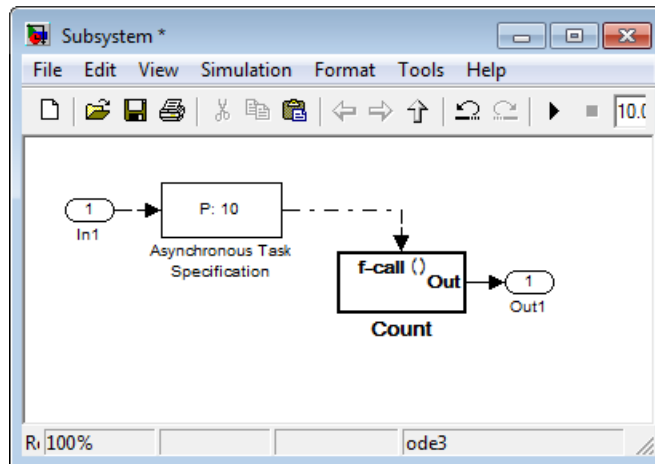 Subsystem *
File Edit View Simulation Format Tools Help
10.0
1
In1
P: 10
Asynchronous Task
Specification
f-call ()
Out
Count
1
Out1
100%
ode3